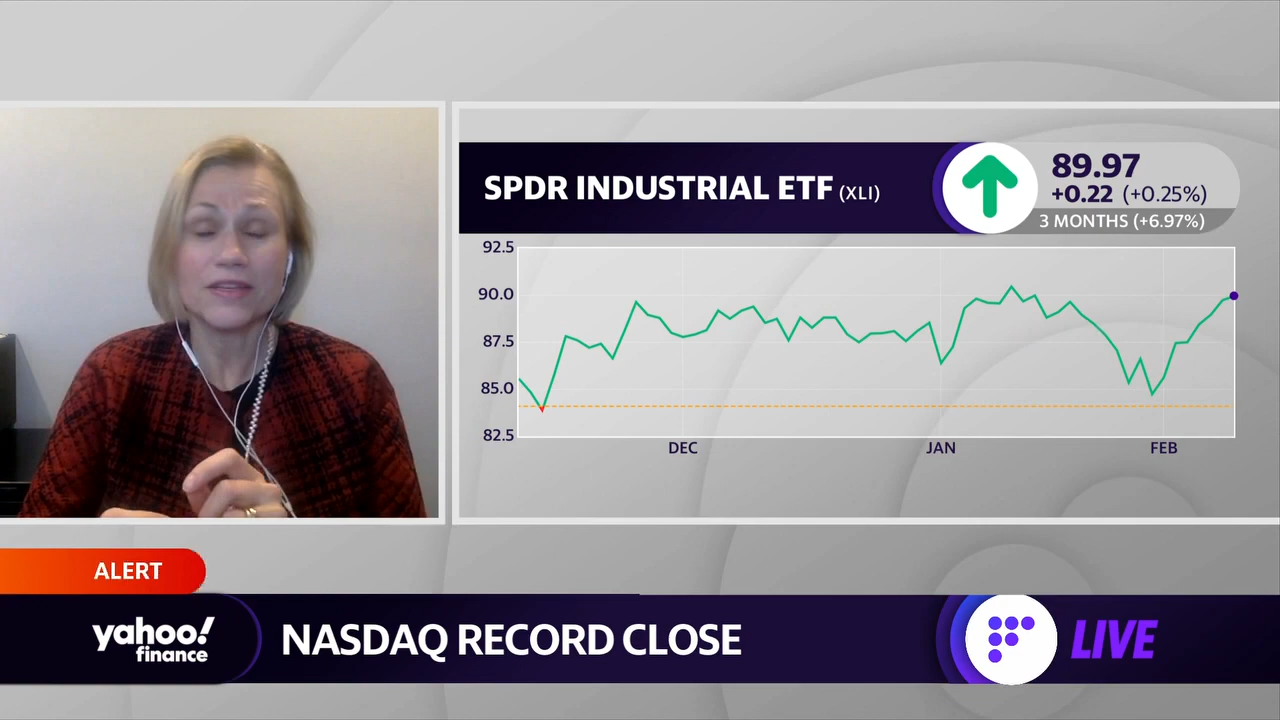 SPDR INDUSTRIAL ETF (XLI)
89.97
+0.22 (+0.25%)
3 MONTHS (+6.97%)
92.5
90.0
87.5
85.0
82.5
DEC JAN FEB
ALERT
yahoo!
finance
NASDAQ RECORD CLOSE
LIVE